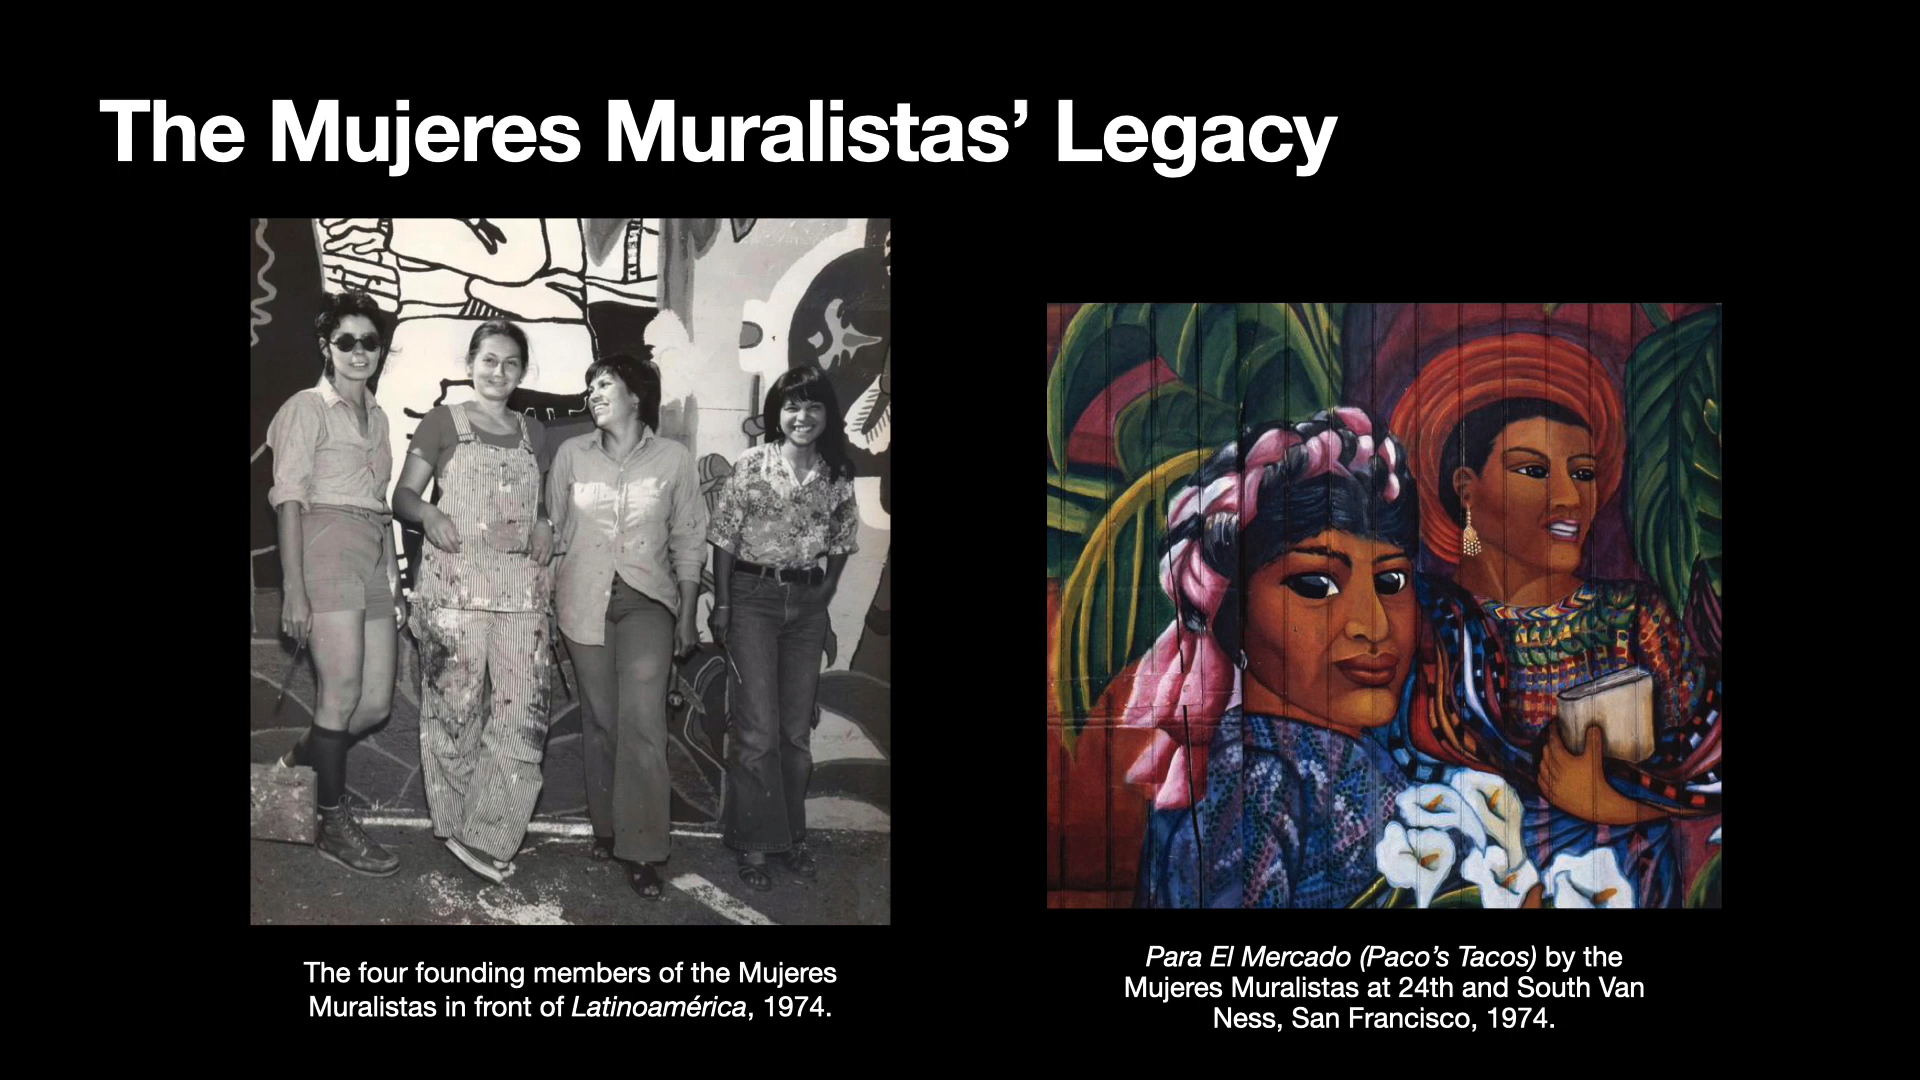 The Mujeres Muralistas’ Legacy
The four founding members of the Mujeres
Muralistas in front of Latinoamérica, 1974.
Para El Mercado (Paco’s Tacos) by the
Mujeres Muralistas at 24th and South Van
Ness, San Francisco, 1974.